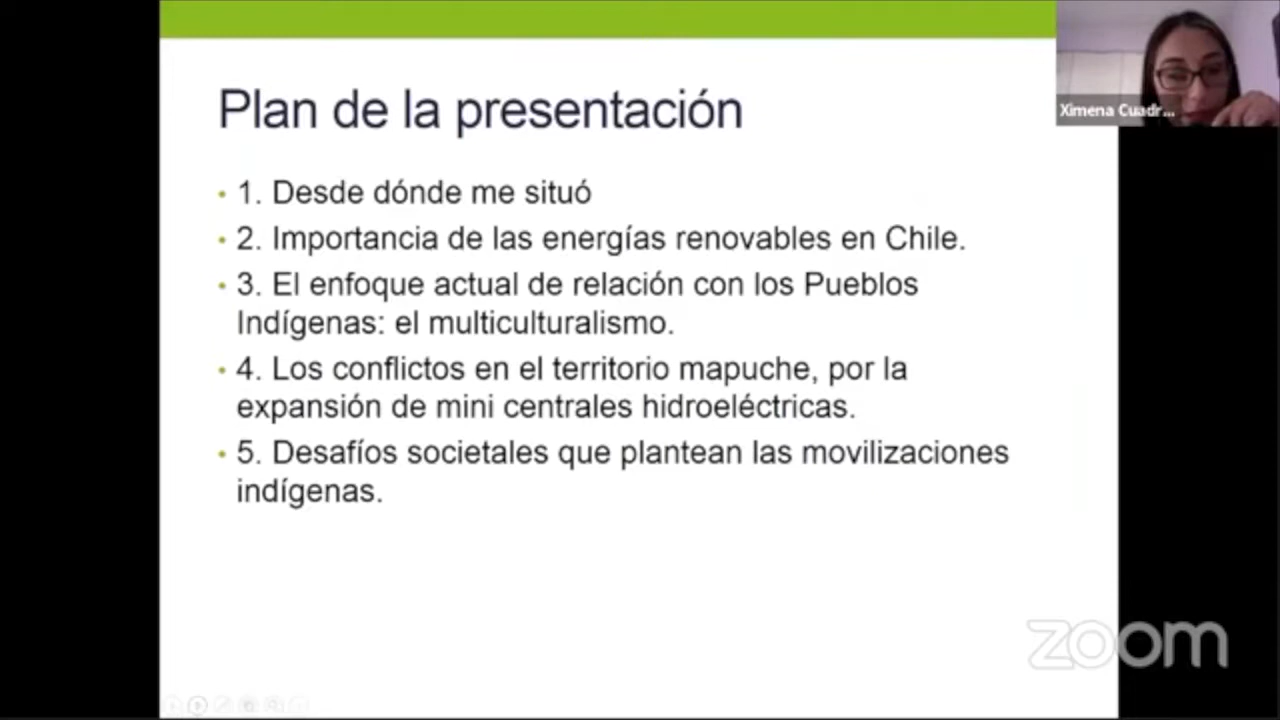 Plan de la presentación
Ximena Cuadr...
• 1. Desde dónde me situó
• 2. Importancia de las energías renovables en Chile.
• 3. El enfoque actual de relación con los Pueblos
Indígenas: el multiculturalismo.
• 4. Los conflictos en el territorio mapuche, por la
expansión de mini centrales hidroeléctricas.
• 5. Desafíos societales que plantean las movilizaciones
indígenas.
zoom